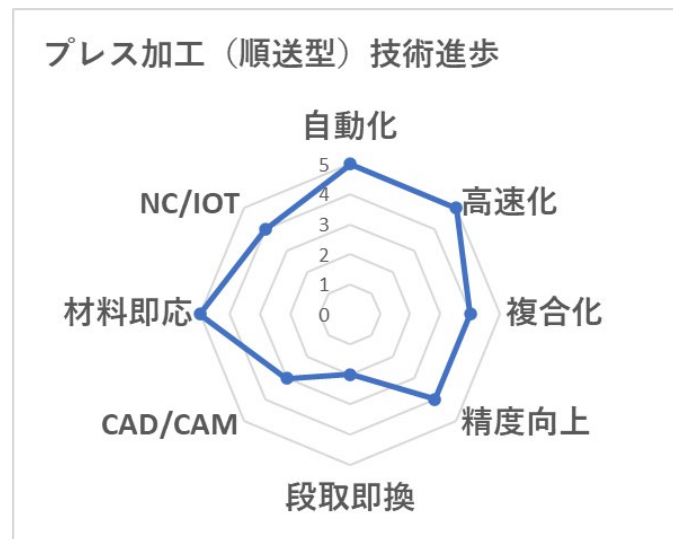 プレス加工（順送型）技術進歩
自動化
5
4
3
2
1
0
NC/IOT
高速化
材料即応
複合化
CAD/CAM
精度向上
段取即換